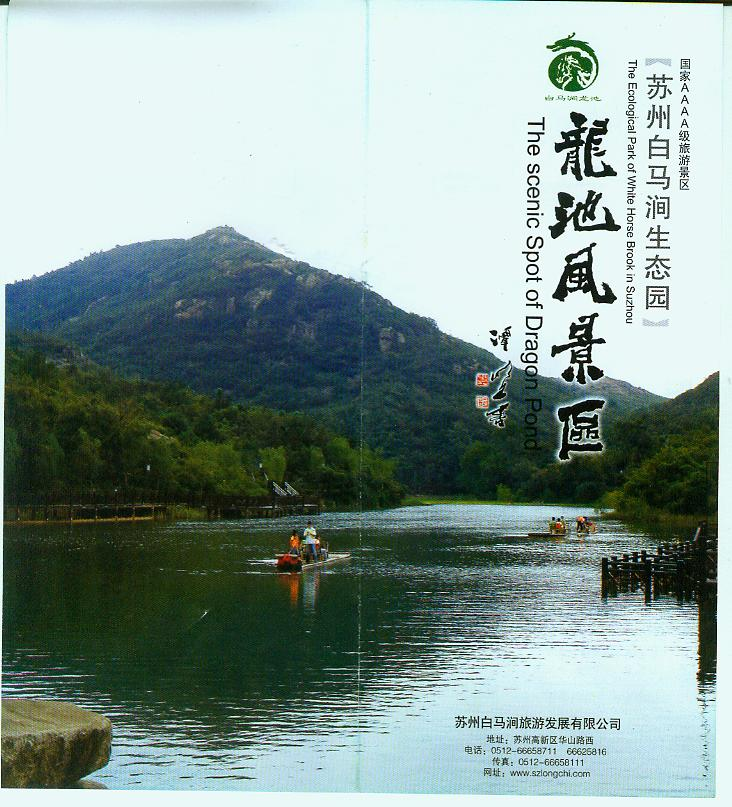 国家AAAA级旅游景区
《苏州白马涧生态园》
The Ecological Park of White Horse Brook in Suzhou
白马涧龙池
龍池風景區
The scenic Spot of Dragon Pond
苏州白马涧旅游发展有限公司
地址：苏州高新区华山路西
电话：0512-66658711 66625816
传真：0512-66658111
网址：www.szlongchi.com